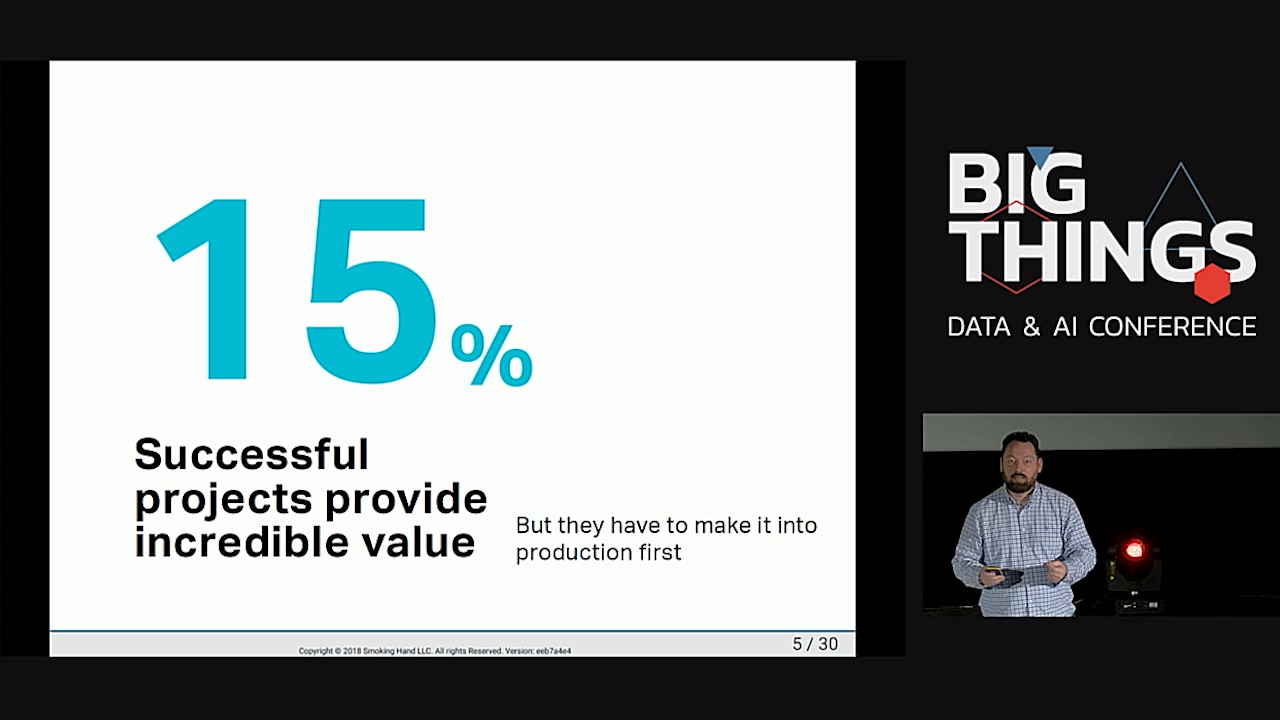 15%
Successful
projects provide
incredible value
But they have to make it into
production first
Copyright © 2018 Smoking Hand LLC. All rights Reserved. Version: eeb7a4e4
5 / 30
BIG
THINGS
DATA & AI CONFERENCE